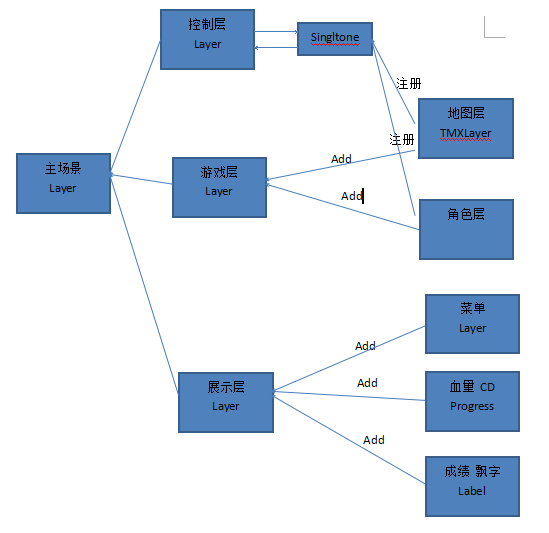 控制层
Layer
Singltone
注册
地图层
TMXLayer
注册
主场景
Layer
游戏层
Layer
Add
Add
角色层
菜单
Layer
Add
展示层
Layer
Add
血量 CD
Progress
Add
成绩 飘字
Label